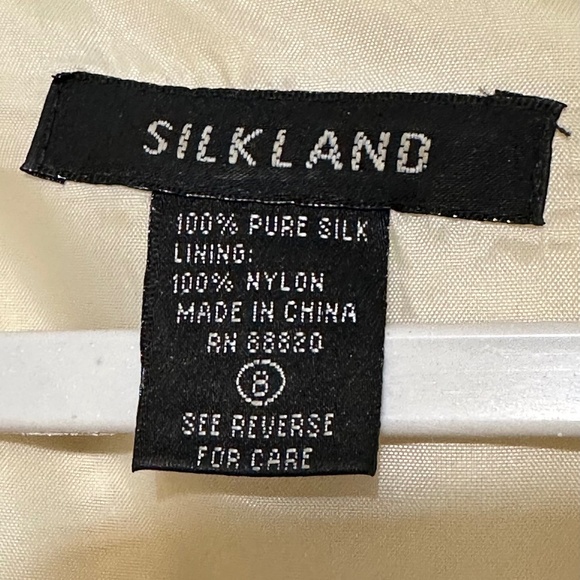 SILKLAND
100% PURE SILK
LINING:
100% NYLON
MADE IN CHINA
RN 88820
8
SEE REVERSE
FOR CARE